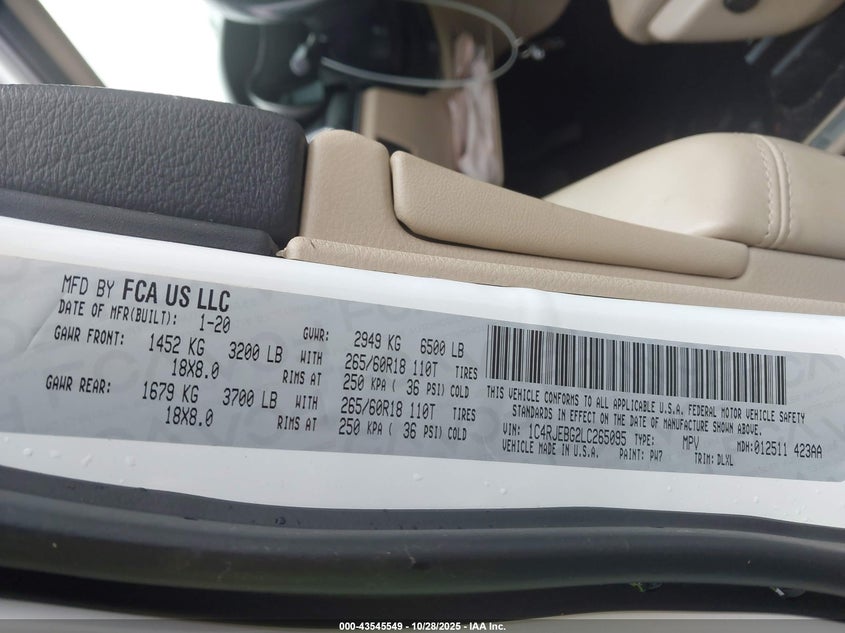 MFD BY FCA US LLC
DATE OF MFR(BUILT): 1-20 GVWR: 2949 KG 6500 LB
GAWR FRONT: 1452 KG 3200 LB WITH 265/60R18 110T TIRES
18X8.0 RIMS AT 250 KPA ( 36 PSI) COLD
GAWR REAR: 1679 KG 3700 LB WITH 265/60R18 110T TIRES
18X8.0 RIMS AT 250 KPA ( 36 PSI) COLD
THIS VEHICLE CONFORMS TO ALL APPLICABLE U.S.A. FEDERAL MOTOR VEHICLE SAFETY
STANDARDS IN EFFECT ON THE DATE OF MANUFACTURE SHOWN ABOVE.
VIN: 1C4RJEBG2LC265095 TYPE: MPV MDH:012511 423AA
VEHICLE MADE IN U.S.A. PAINT: PW7 TRIM: DLXL
000-43545549 - 10/28/2025 - IAA Inc.